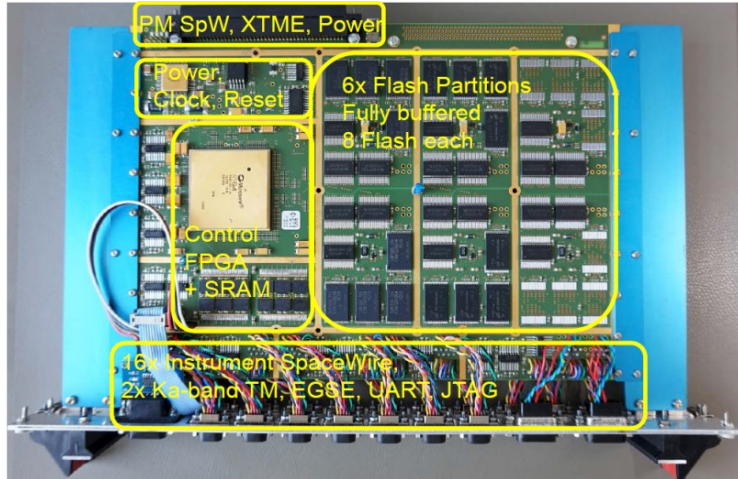 PM SpW, XTME, Power
Power,
Clock, Reset
6x Flash Partitions
Fully buffered
8 Flash each
Control
FPGA
+ SRAM
16x Instrument SpaceWire,
2x Ka-band TM, EGSE, UART, JTAG